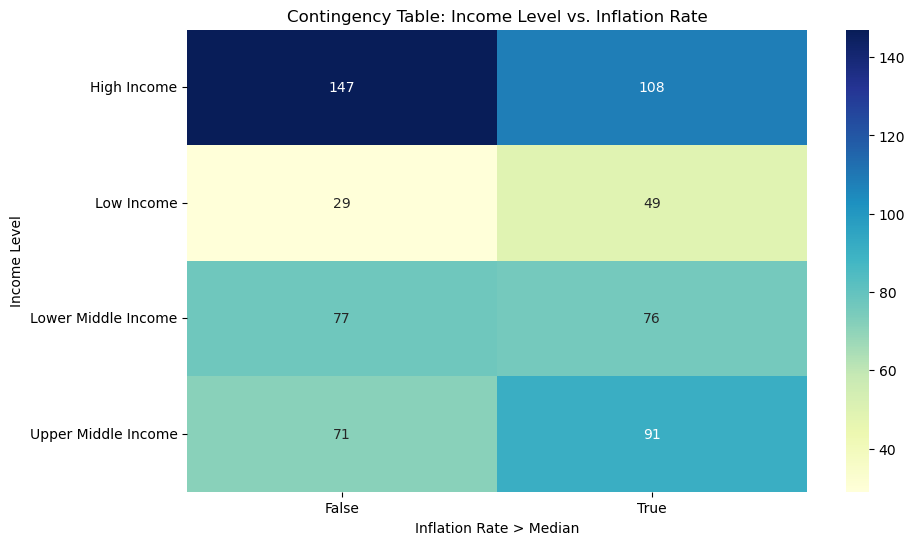 Contingency Table: Income Level vs. Inflation Rate
Income Level
High Income
147
108
Low Income
29
49
Lower Middle Income
77
76
Upper Middle Income
71
91
False
True
Inflation Rate > Median
140
120
100
80
60
40